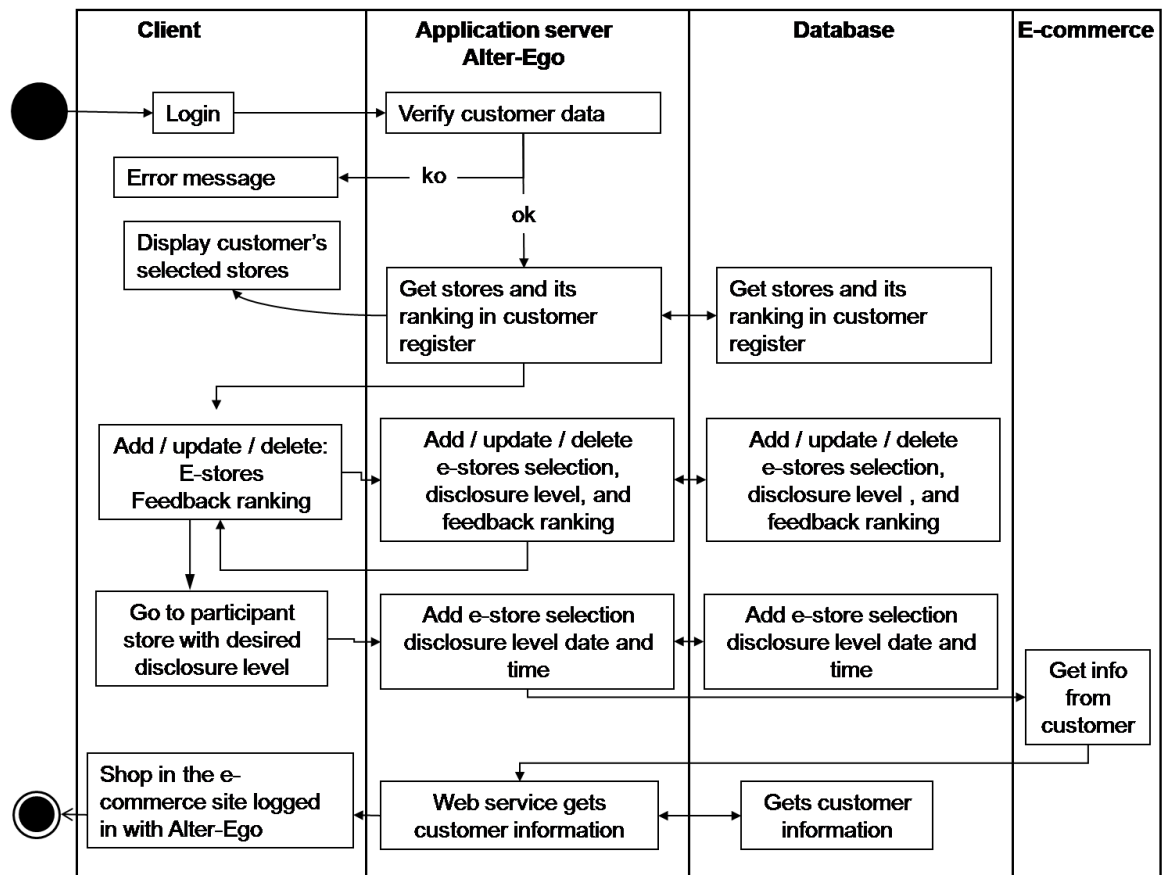 Client
Application server
Alter-Ego
Database
E-commerce
Login
Verify customer data
Error message
ko
ok
Display customer's
selected stores
Get stores and its
ranking in customer
register
Get stores and its
ranking in customer
register
Add / update / delete:
E-stores
Feedback ranking
Add / update / delete
e-stores selection,
disclosure level, and
feedback ranking
Add / update / delete
e-stores selection,
disclosure level , and
feedback ranking
Go to participant
store with desired
disclosure level
Add e-store selection
disclosure level date and
time
Add e-store selection
disclosure level date and
time
Get info
from
customer
Shop in the e-
commerce site logged
in with Alter-Ego
Web service gets
customer information
Gets customer
information